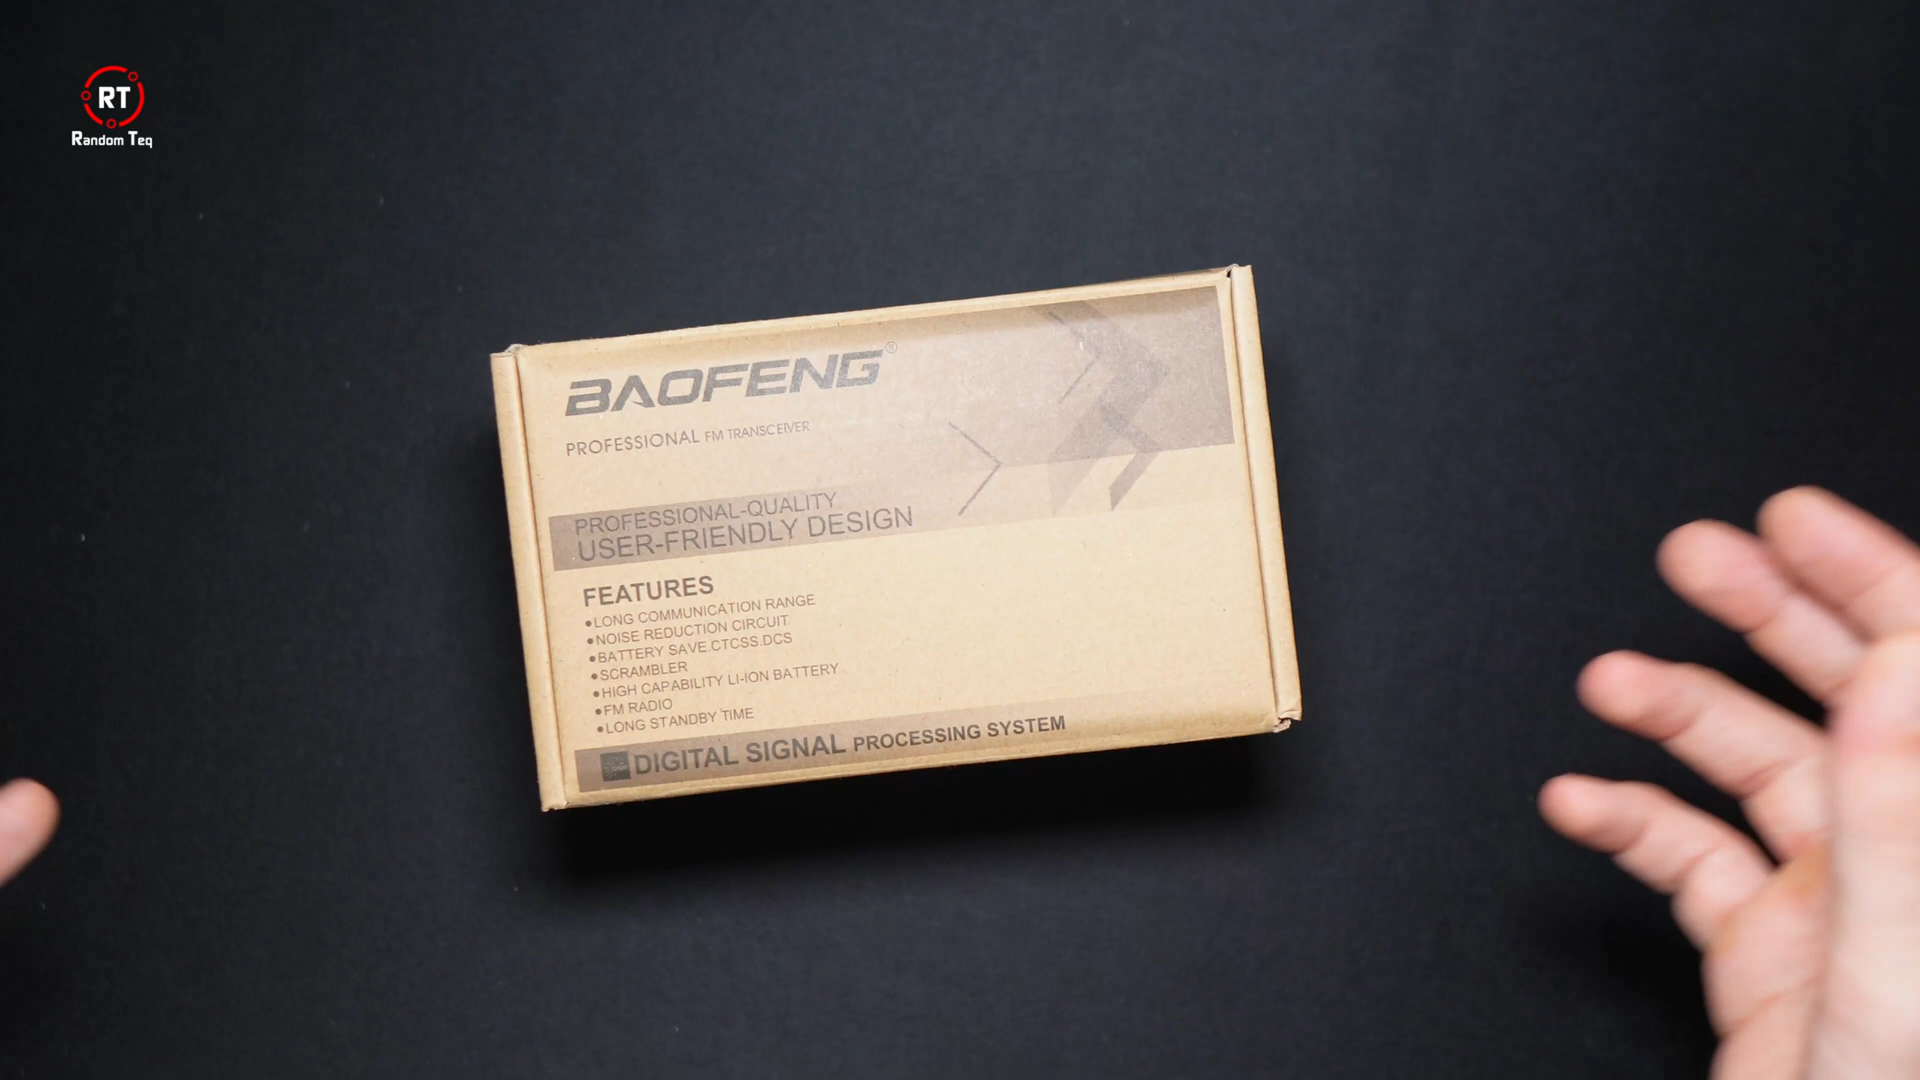 RT
Random Teq
BAOFENG®
PROFESSIONAL FM TRANSCEIVER
PROFESSIONAL-QUALITY
USER-FRIENDLY DESIGN
FEATURES
•LONG COMMUNICATION RANGE
•NOISE REDUCTION CIRCUIT
•BATTERY SAVE.CTCSS.DCS
•SCRAMBLER
•HIGH CAPABILITY LI-ION BATTERY
•FM RADIO
•LONG STANDBY TIME
DIGITAL SIGNAL PROCESSING SYSTEM